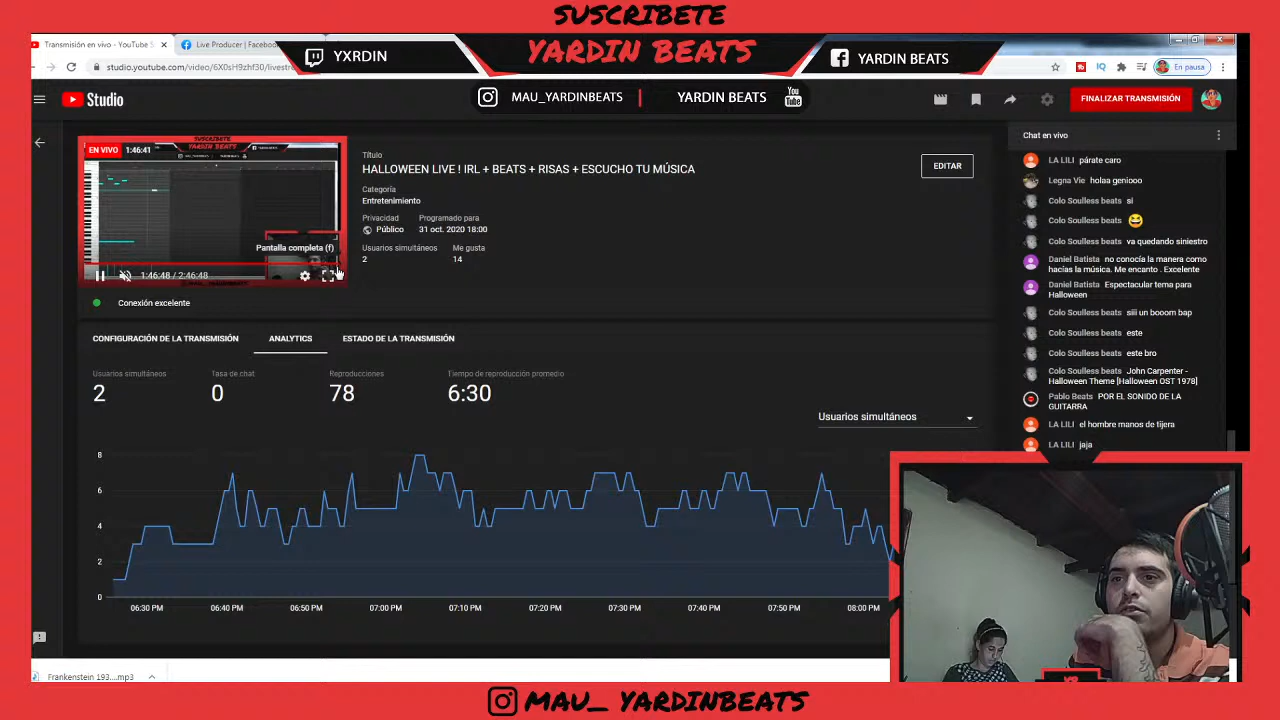 SUSCRIBETE
YARDIN BEATS
YXRDIN
YARDIN BEATS
MAU_YARDINBEATS
YARDIN BEATS
You
Tube
Transmisión en vivo - YouTube S
Live Producer | Facebook
studio.youtube.com/video/6X0sH9zhf30/livestre
IQ
En pausa
Studio
FINALIZAR TRANSMISIÓN
EN VIVO
1:46:41
SUSCRIBETE
YARDIN BEATS
Pantalla completa (f)
1:46:48 / 2:46:48
Título
HALLOWEEN LIVE ! IRL + BEATS + RISAS + ESCUCHO TU MÚSICA
EDITAR
Categoría
Entretenimiento
Privacidad
Programado para
Público
31 oct. 2020 18:00
Usuarios simultáneos
Me gusta
2
14
Conexión excelente
CONFIGURACIÓN DE LA TRANSMISIÓN
ANALYTICS
ESTADO DE LA TRANSMISIÓN
Usuarios simultáneos
Tasa de chat
Reproducciones
Tiempo de reproducción promedio
2
0
78
6:30
Usuarios simultáneos
8
6
4
2
0
06:30 PM
06:40 PM
06:50 PM
07:00 PM
07:10 PM
07:20 PM
07:30 PM
07:40 PM
07:50 PM
08:00 PM
Chat en vivo
LA LILI párate caro
Legna Vie holaa geniooo
Colo Soulless beats si
Colo Soulless beats
Colo Soulless beats va quedando siniestro
Daniel Batista no conocía la manera como
hacías la música. Me encanto . Excelente
Daniel Batista Espectacular tema para
Halloween
Colo Soulless beats siii un booom bap
Colo Soulless beats este
Colo Soulless beats este bro
Colo Soulless beats John Carpenter -
Halloween Theme [Halloween OST 1978]
Pablo Beats POR EL SONIDO DE LA
GUITARRA
LA LILI el hombre manos de tijera
LA LILI jaja
Frankenstein 193....mp3
MAU_ YARDINBEATS